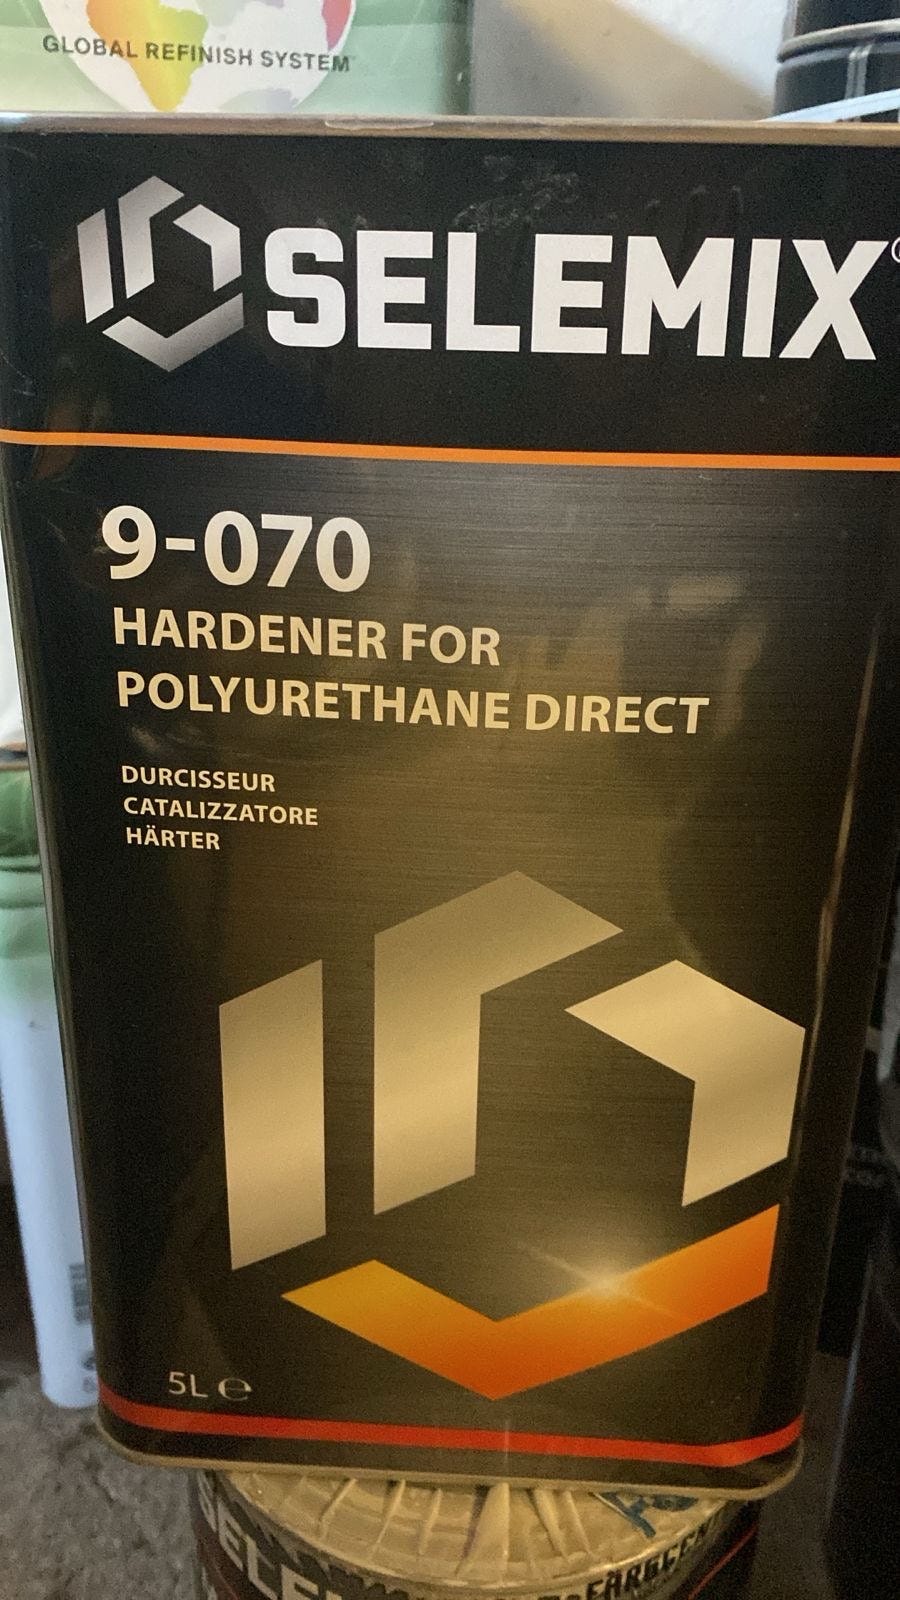 GLOBAL REFINISH SYSTEM
SELEMIX
9-070
HARDENER FOR
POLYURETHANE DIRECT
DURCISSEUR
CATALIZZATORE
HÄRTER
5L ℮